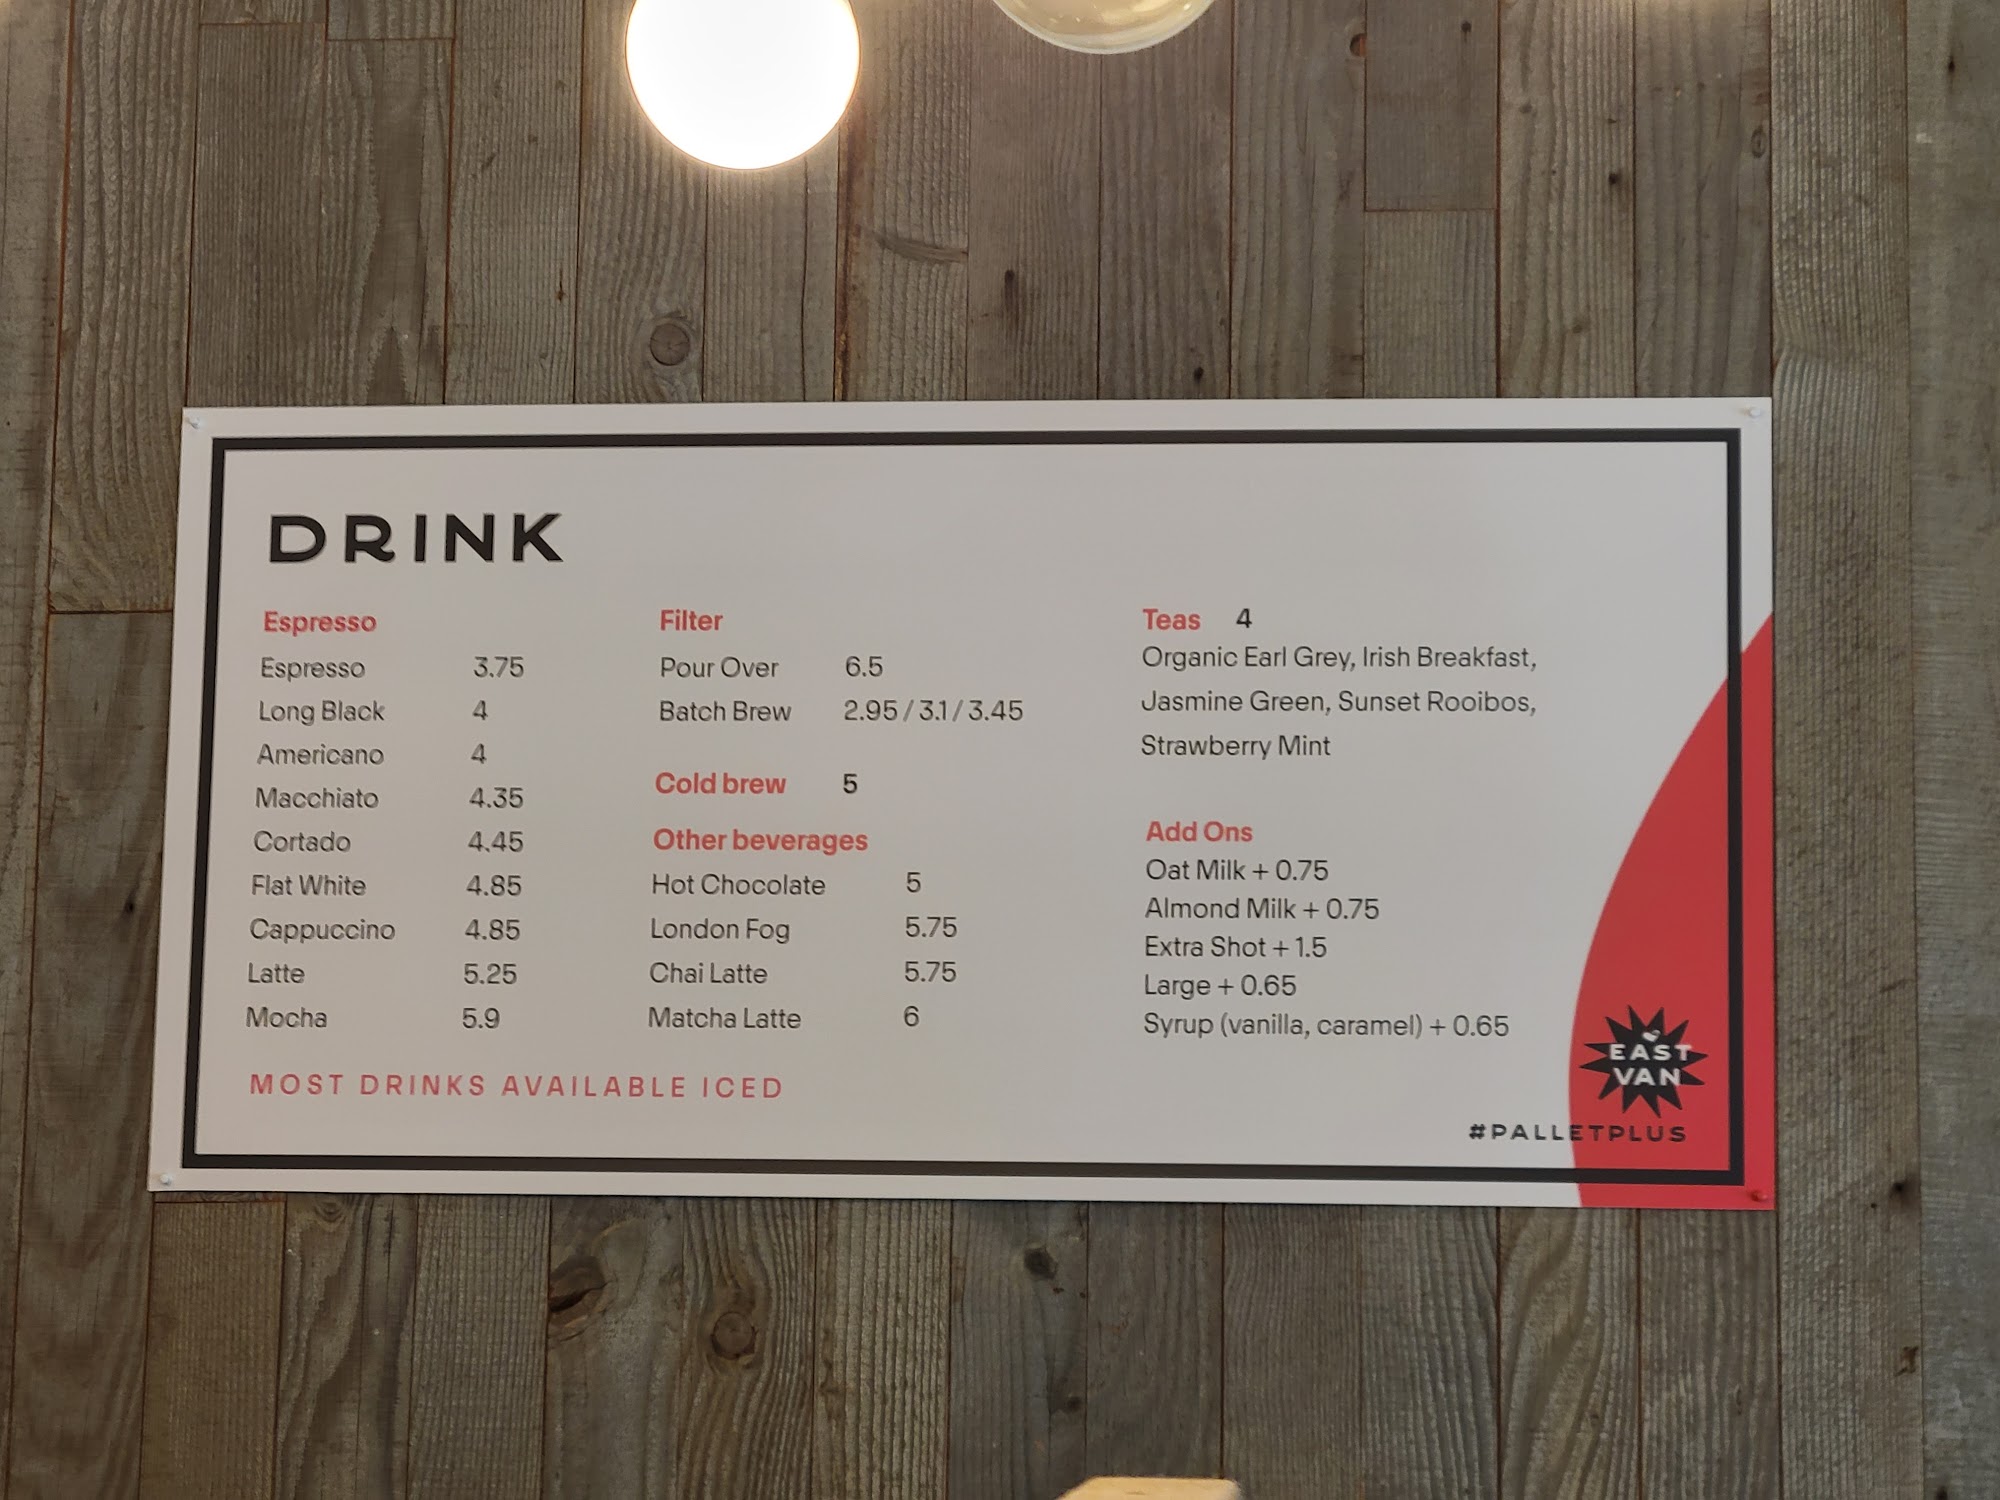 DRINK
Espresso
Espresso 3.75
Long Black 4
Americano 4
Macchiato 4.35
Cortado 4.45
Flat White 4.85
Cappuccino 4.85
Latte 5.25
Mocha 5.9
MOST DRINKS AVAILABLE ICED
Filter
Pour Over 6.5
Batch Brew 2.95 / 3.1 / 3.45
Cold brew 5
Other beverages
Hot Chocolate 5
London Fog 5.75
Chai Latte 5.75
Matcha Latte 6
Teas 4
Organic Earl Grey, Irish Breakfast,
Jasmine Green, Sunset Rooibos,
Strawberry Mint
Add Ons
Oat Milk + 0.75
Almond Milk + 0.75
Extra Shot + 1.5
Large + 0.65
Syrup (vanilla, caramel) + 0.65
EAST
VAN
#PALLETPLUS